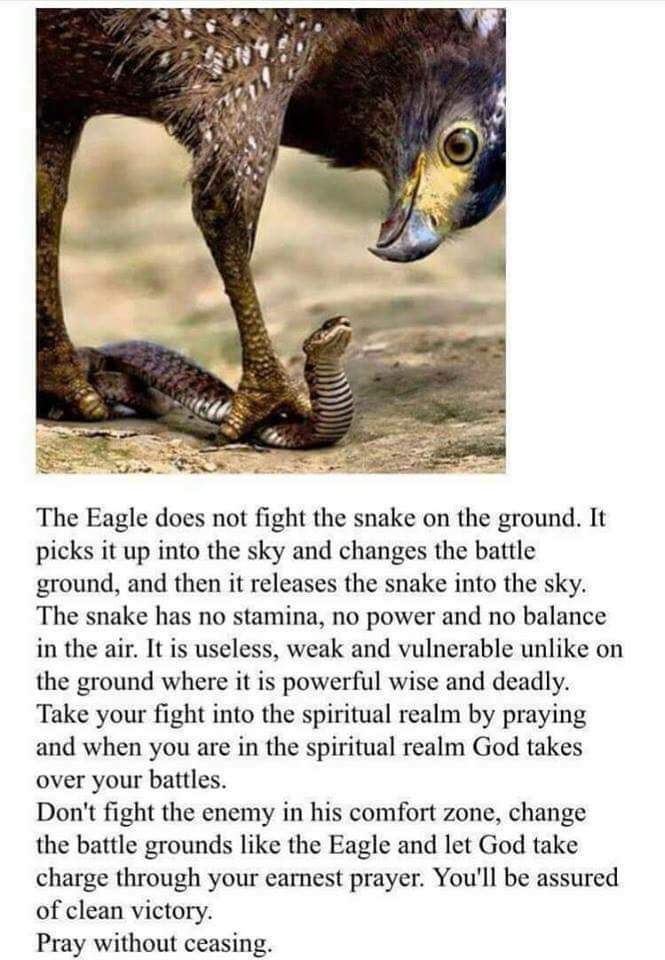 The Eagle does not fight the snake on the ground. It
picks it up into the sky and changes the battle
ground, and then it releases the snake into the sky.
The snake has no stamina, no power and no balance
in the air. It is useless, weak and vulnerable unlike on
the ground where it is powerful wise and deadly.
Take your fight into the spiritual realm by praying
and when you are in the spiritual realm God takes
over your battles.
Don't fight the enemy in his comfort zone, change
the battle grounds like the Eagle and let God take
charge through your earnest prayer. You'll be assured
of clean victory.
Pray without ceasing.